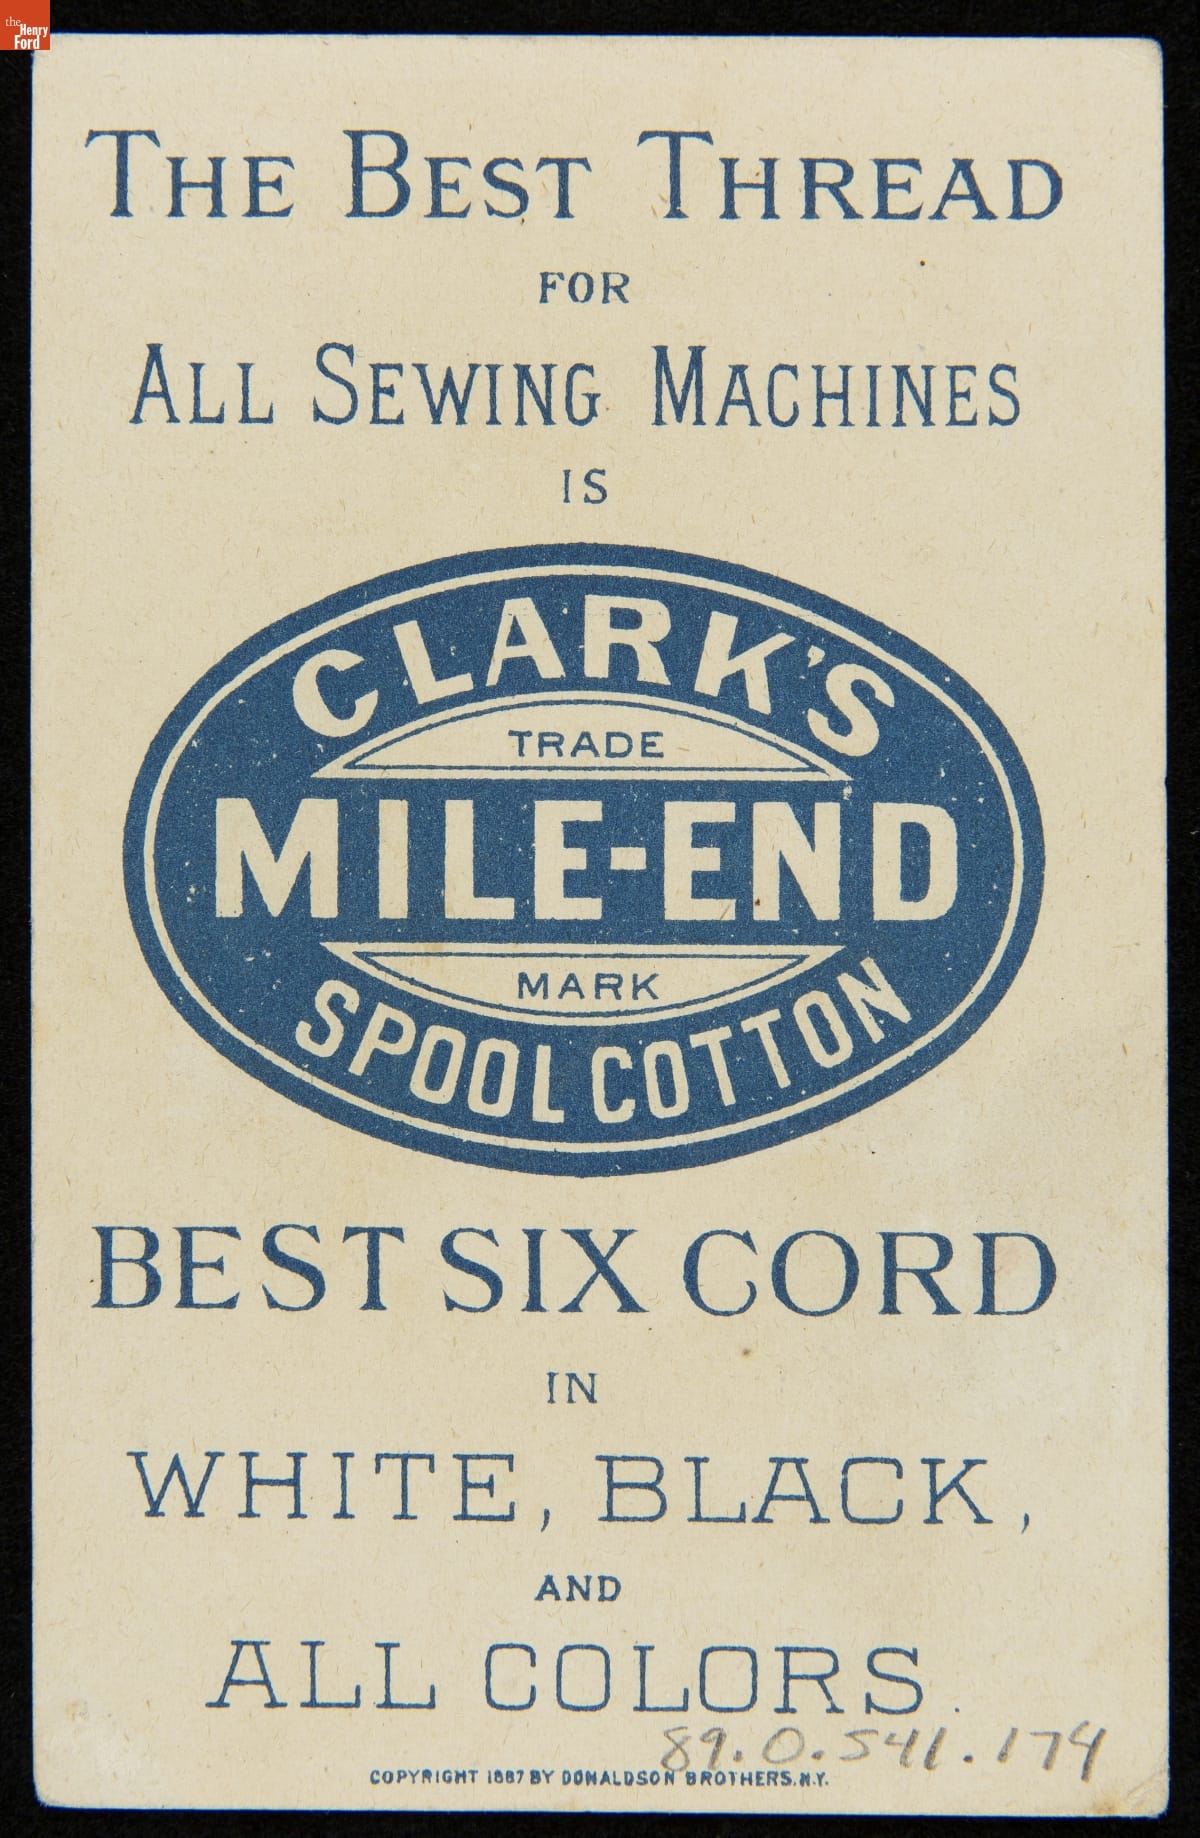 the
Henry
Ford
THE BEST THREAD
FOR
ALL SEWING MACHINES
IS
CLARK'S
TRADE
MILE-END
MARK
SPOOL COTTON
BEST SIX CORD
IN
WHITE, BLACK,
AND
ALL COLORS.
89.0.541.174
COPYRIGHT 1887 BY DONALDSON BROTHERS, N.Y.